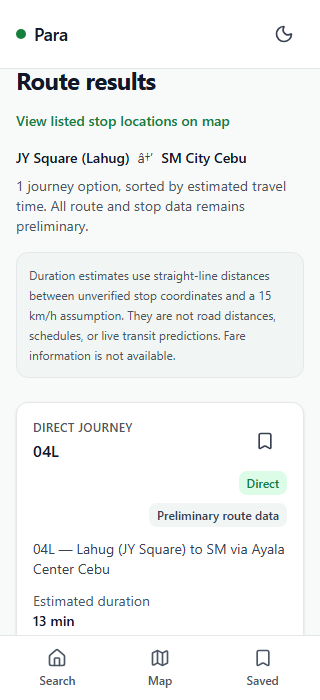 Para
Route results
View listed stop locations on map
JY Square (Lahug) â†’ SM City Cebu
1 journey option, sorted by estimated travel
time. All route and stop data remains
preliminary.
Duration estimates use straight-line distances
between unverified stop coordinates and a 15
km/h assumption. They are not road distances,
schedules, or live transit predictions. Fare
information is not available.
DIRECT JOURNEY
04L
Direct
Preliminary route data
04L — Lahug (JY Square) to SM via Ayala
Center Cebu
Estimated duration
13 min
Search Map Saved